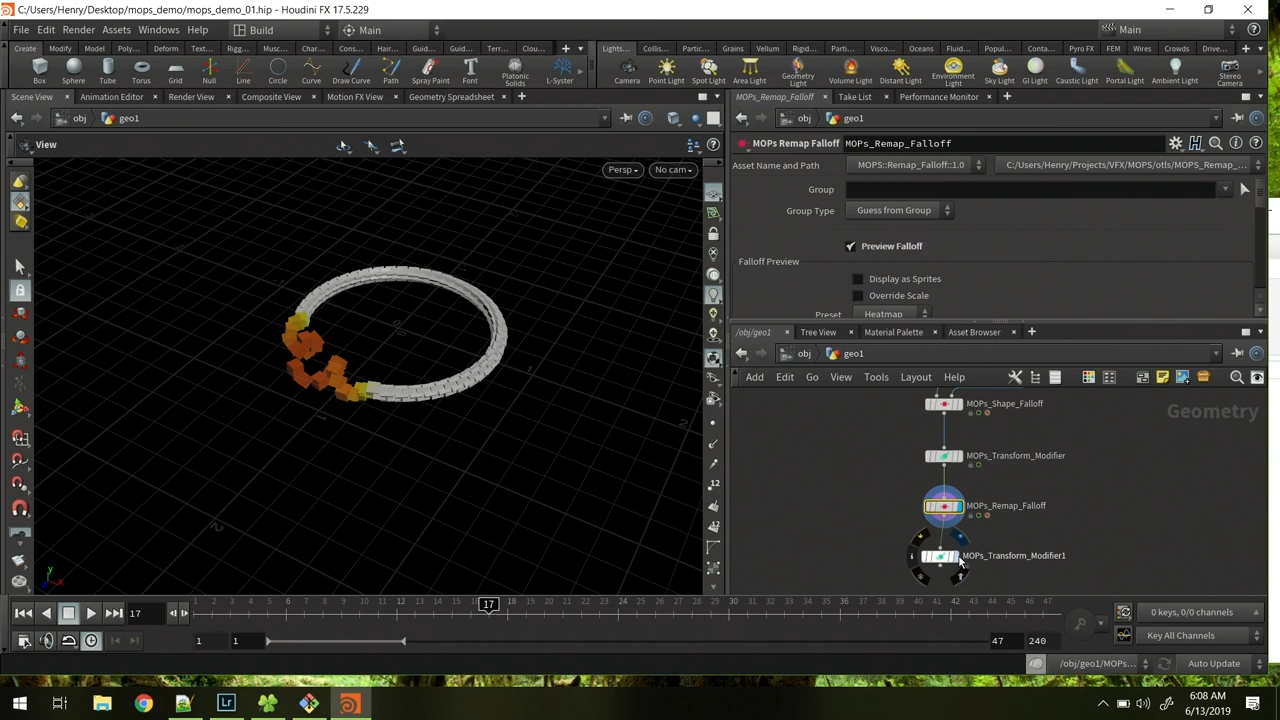 C:/Users/Henry/Desktop/mops_demo/mops_demo_01.hip - Houdini FX 17.5.229
File Edit Render Assets Windows Help Build Main Main
Create Modify Model Poly... Deform Text... Rigg... Musc... Char... Cons... Hair... Guid... Guid... Terr... Clou... Lights... Collis... Partic... Grains Vellum Rigid... Parti... Visco... Oceans Fluid... Popul... Conta... Pyro FX FEM Wires Crowds Drive...
Box Sphere Tube Torus Grid Null Line Circle Curve Draw Curve Path Spray Paint Font Platonic Solids L-Syster Camera Point Light Spot Light Area Light Geometry Light Volume Light Distant Light Environment Light Sky Light GI Light Caustic Light Portal Light Ambient Light Stereo Camera
Scene View Animation Editor Render View Composite View Motion FX View Geometry Spreadsheet
MOPs_Remap_Falloff Take List Performance Monitor
obj geo1
obj geo1
View
Persp No cam
MOPs Remap Falloff MOPs_Remap_Falloff
Asset Name and Path MOPS::Remap_Falloff::1.0 C:/Users/Henry/Projects/VFX/MOPS/otls/MOPS_Remap_...
Group
Group Type Guess from Group
Preview Falloff
Falloff Preview
Display as Sprites
Override Scale
Preset Heatmap
/obj/geo1 Tree View Material Palette Asset Browser
obj geo1
Add Edit Go View Tools Layout Help
Geometry
MOPs_Shape_Falloff
MOPs_Transform_Modifier
MOPs_Remap_Falloff
MOPs_Transform_Modifier1
17 1 2 3 4 5 6 7 8 9 10 11 12 13 14 15 16 17 18 19 20 21 22 23 24 25 26 27 28 29 30 31 32 33 34 35 36 37 38 39 40 41 42 43 44 45 46 47
0 keys, 0/0 channels
1 1 47 240 Key All Channels
/obj/geo1/MOPs... Auto Update
6:08 AM
6/13/2019